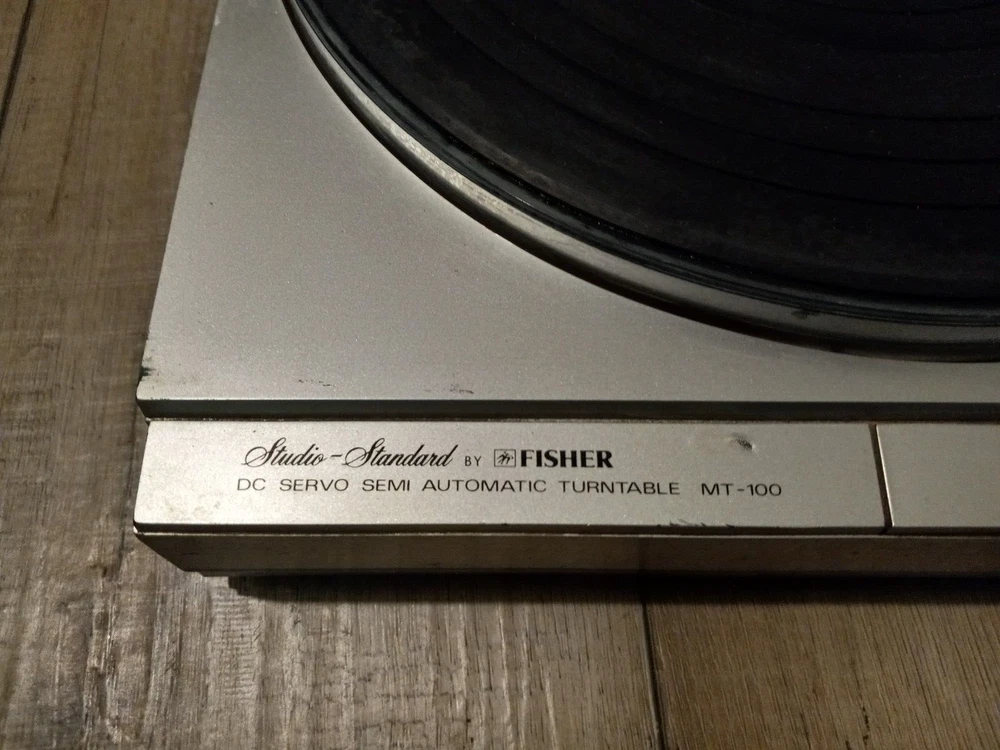 Studio-Standard BY FISHER
DC SERVO SEMI AUTOMATIC TURNTABLE MT-100